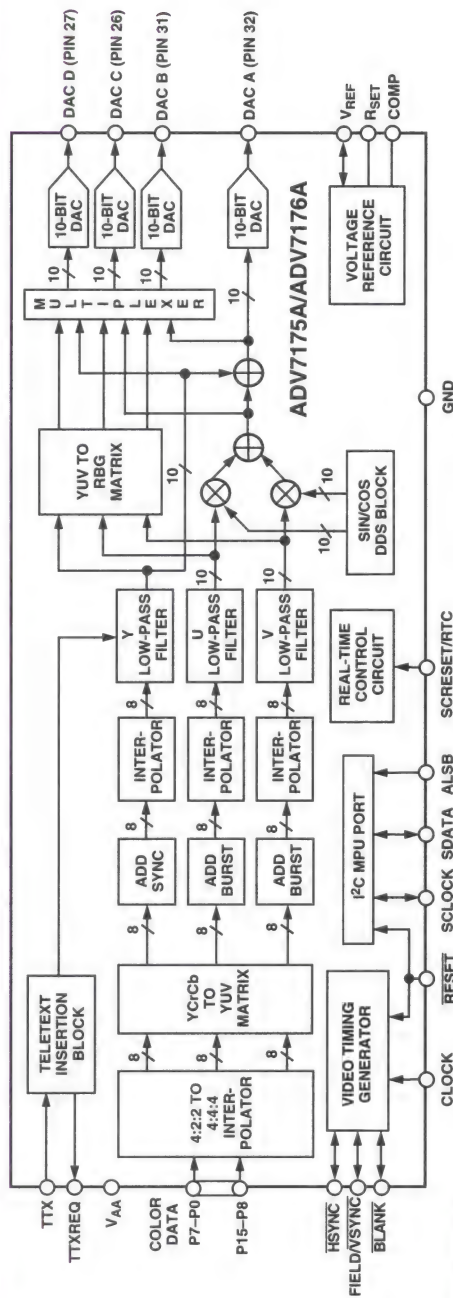 TTX
TTXREQ
V_AA
COLOR
DATA
P7–P0
P15–P8
HSYNC
FIELD/VSYNC
BLANK
TELETEXT
INSERTION
BLOCK
4:2:2 TO
4:4:4
INTER-
POLATOR
8
8
8
YCrCb
TO
YUV
MATRIX
8
8
8
ADD
SYNC
ADD
BURST
ADD
BURST
8
8
8
INTER-
POLATOR
INTER-
POLATOR
INTER-
POLATOR
8
8
8
Y
LOW-PASS
FILTER
U
LOW-PASS
FILTER
V
LOW-PASS
FILTER
10
10
10
YUV TO
RBG
MATRIX
10
10
SIN/COS
DDS BLOCK
MULTIPLEXER
10
10
10
10
10-BIT
DAC
10-BIT
DAC
10-BIT
DAC
10-BIT
DAC
DAC D (PIN 27)
DAC C (PIN 26)
DAC B (PIN 31)
DAC A (PIN 32)
ADV7175A/ADV7176A
VOLTAGE
REFERENCE
CIRCUIT
V_REF
R_SET
COMP
VIDEO TIMING
GENERATOR
I²C MPU PORT
REAL-TIME
CONTROL
CIRCUIT
CLOCK
RESET
SCLOCK
SDATA
ALSB
SCRESET/RTC
GND